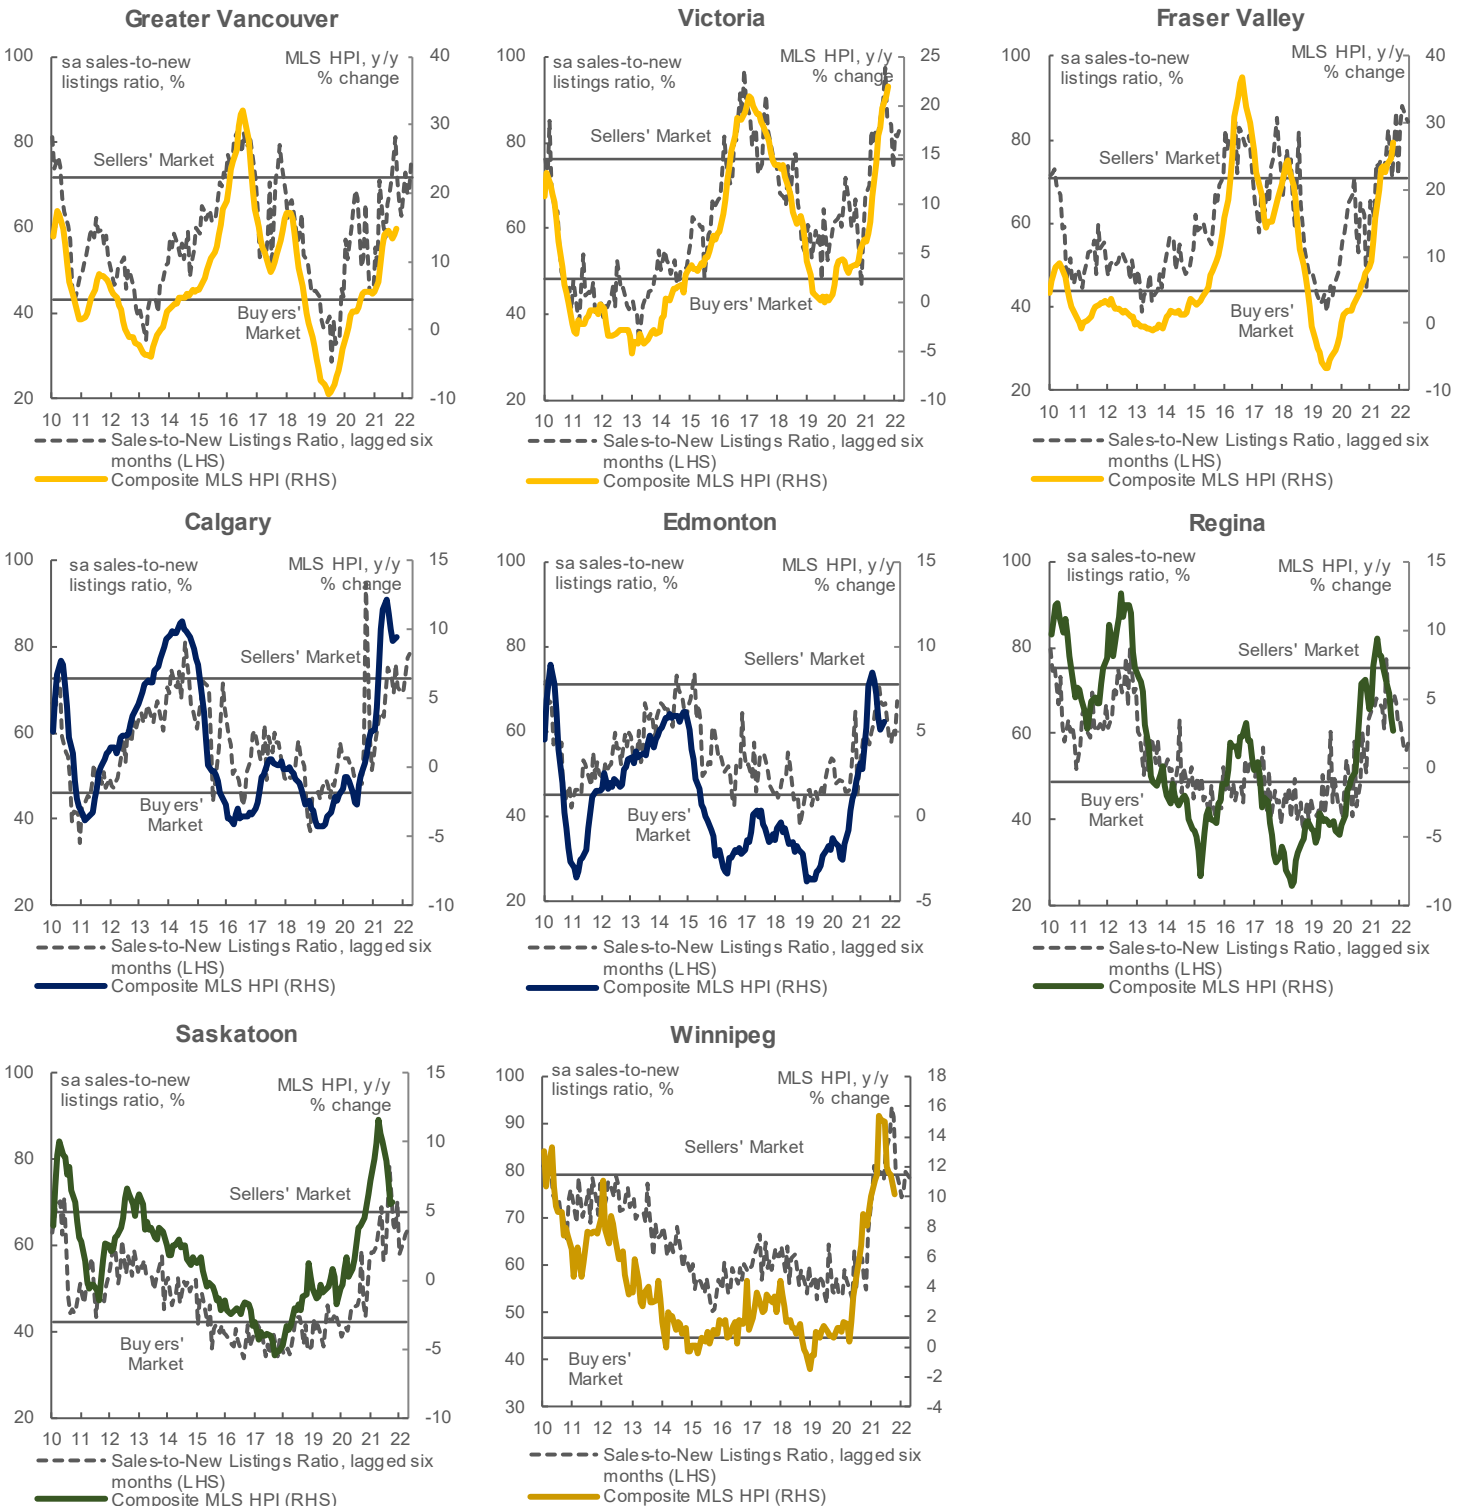 Greater Vancouver
100
80
60
40
20
sa sales-to-new
listings ratio, %
MLS HPI, y/y
% change
40
30
20
10
0
-10
Sellers' Market
Buyers'
Market
10 11 12 13 14 15 16 17 18 19 20 21 22
Sales-to-New Listings Ratio, lagged six
months (LHS)
Composite MLS HPI (RHS)
Victoria
100
80
60
40
20
sa sales-to-new
listings ratio, %
MLS HPI, y/y
% change
25
20
15
10
5
0
-5
-10
Sellers' Market
Buyers' Market
10 11 12 13 14 15 16 17 18 19 20 21 22
Sales-to-New Listings Ratio, lagged six
months (LHS)
Composite MLS HPI (RHS)
Fraser Valley
100
80
60
40
20
sa sales-to-new
listings ratio, %
MLS HPI, y/y
% change
40
30
20
10
0
-10
Sellers' Market
Buyers'
Market
10 11 12 13 14 15 16 17 18 19 20 21 22
Sales-to-New Listings Ratio, lagged six
months (LHS)
Composite MLS HPI (RHS)
Calgary
100
80
60
40
20
sa sales-to-new
listings ratio, %
MLS HPI, y/y
% change
15
10
5
0
-5
-10
Sellers' Market
Buyers'
Market
10 11 12 13 14 15 16 17 18 19 20 21 22
Sales-to-New Listings Ratio, lagged six
months (LHS)
Composite MLS HPI (RHS)
Edmonton
100
80
60
40
20
sa sales-to-new
listings ratio, %
MLS HPI, y/y
% change
15
10
5
0
-5
Sellers' Market
Buyers'
Market
10 11 12 13 14 15 16 17 18 19 20 21 22
Sales-to-New Listings Ratio, lagged six
months (LHS)
Composite MLS HPI (RHS)
Regina
100
80
60
40
20
sa sales-to-new
listings ratio, %
MLS HPI, y/y
% change
15
10
5
0
-5
-10
Sellers' Market
Buyers'
Market
10 11 12 13 14 15 16 17 18 19 20 21 22
Sales-to-New Listings Ratio, lagged six
months (LHS)
Composite MLS HPI (RHS)
Saskatoon
100
80
60
40
20
sa sales-to-new
listings ratio, %
MLS HPI, y/y
% change
15
10
5
0
-5
-10
Sellers' Market
Buyers'
Market
10 11 12 13 14 15 16 17 18 19 20 21 22
Sales-to-New Listings Ratio, lagged six
months (LHS)
Composite MLS HPI (RHS)
Winnipeg
100
90
80
70
60
50
40
30
sa sales-to-new
listings ratio, %
MLS HPI, y/y
% change
18
16
14
12
10
8
6
4
2
0
-2
-4
Sellers' Market
Buyers'
Market
10 11 12 13 14 15 16 17 18 19 20 21 22
Sales-to-New Listings Ratio, lagged six
months (LHS)
Composite MLS HPI (RHS)